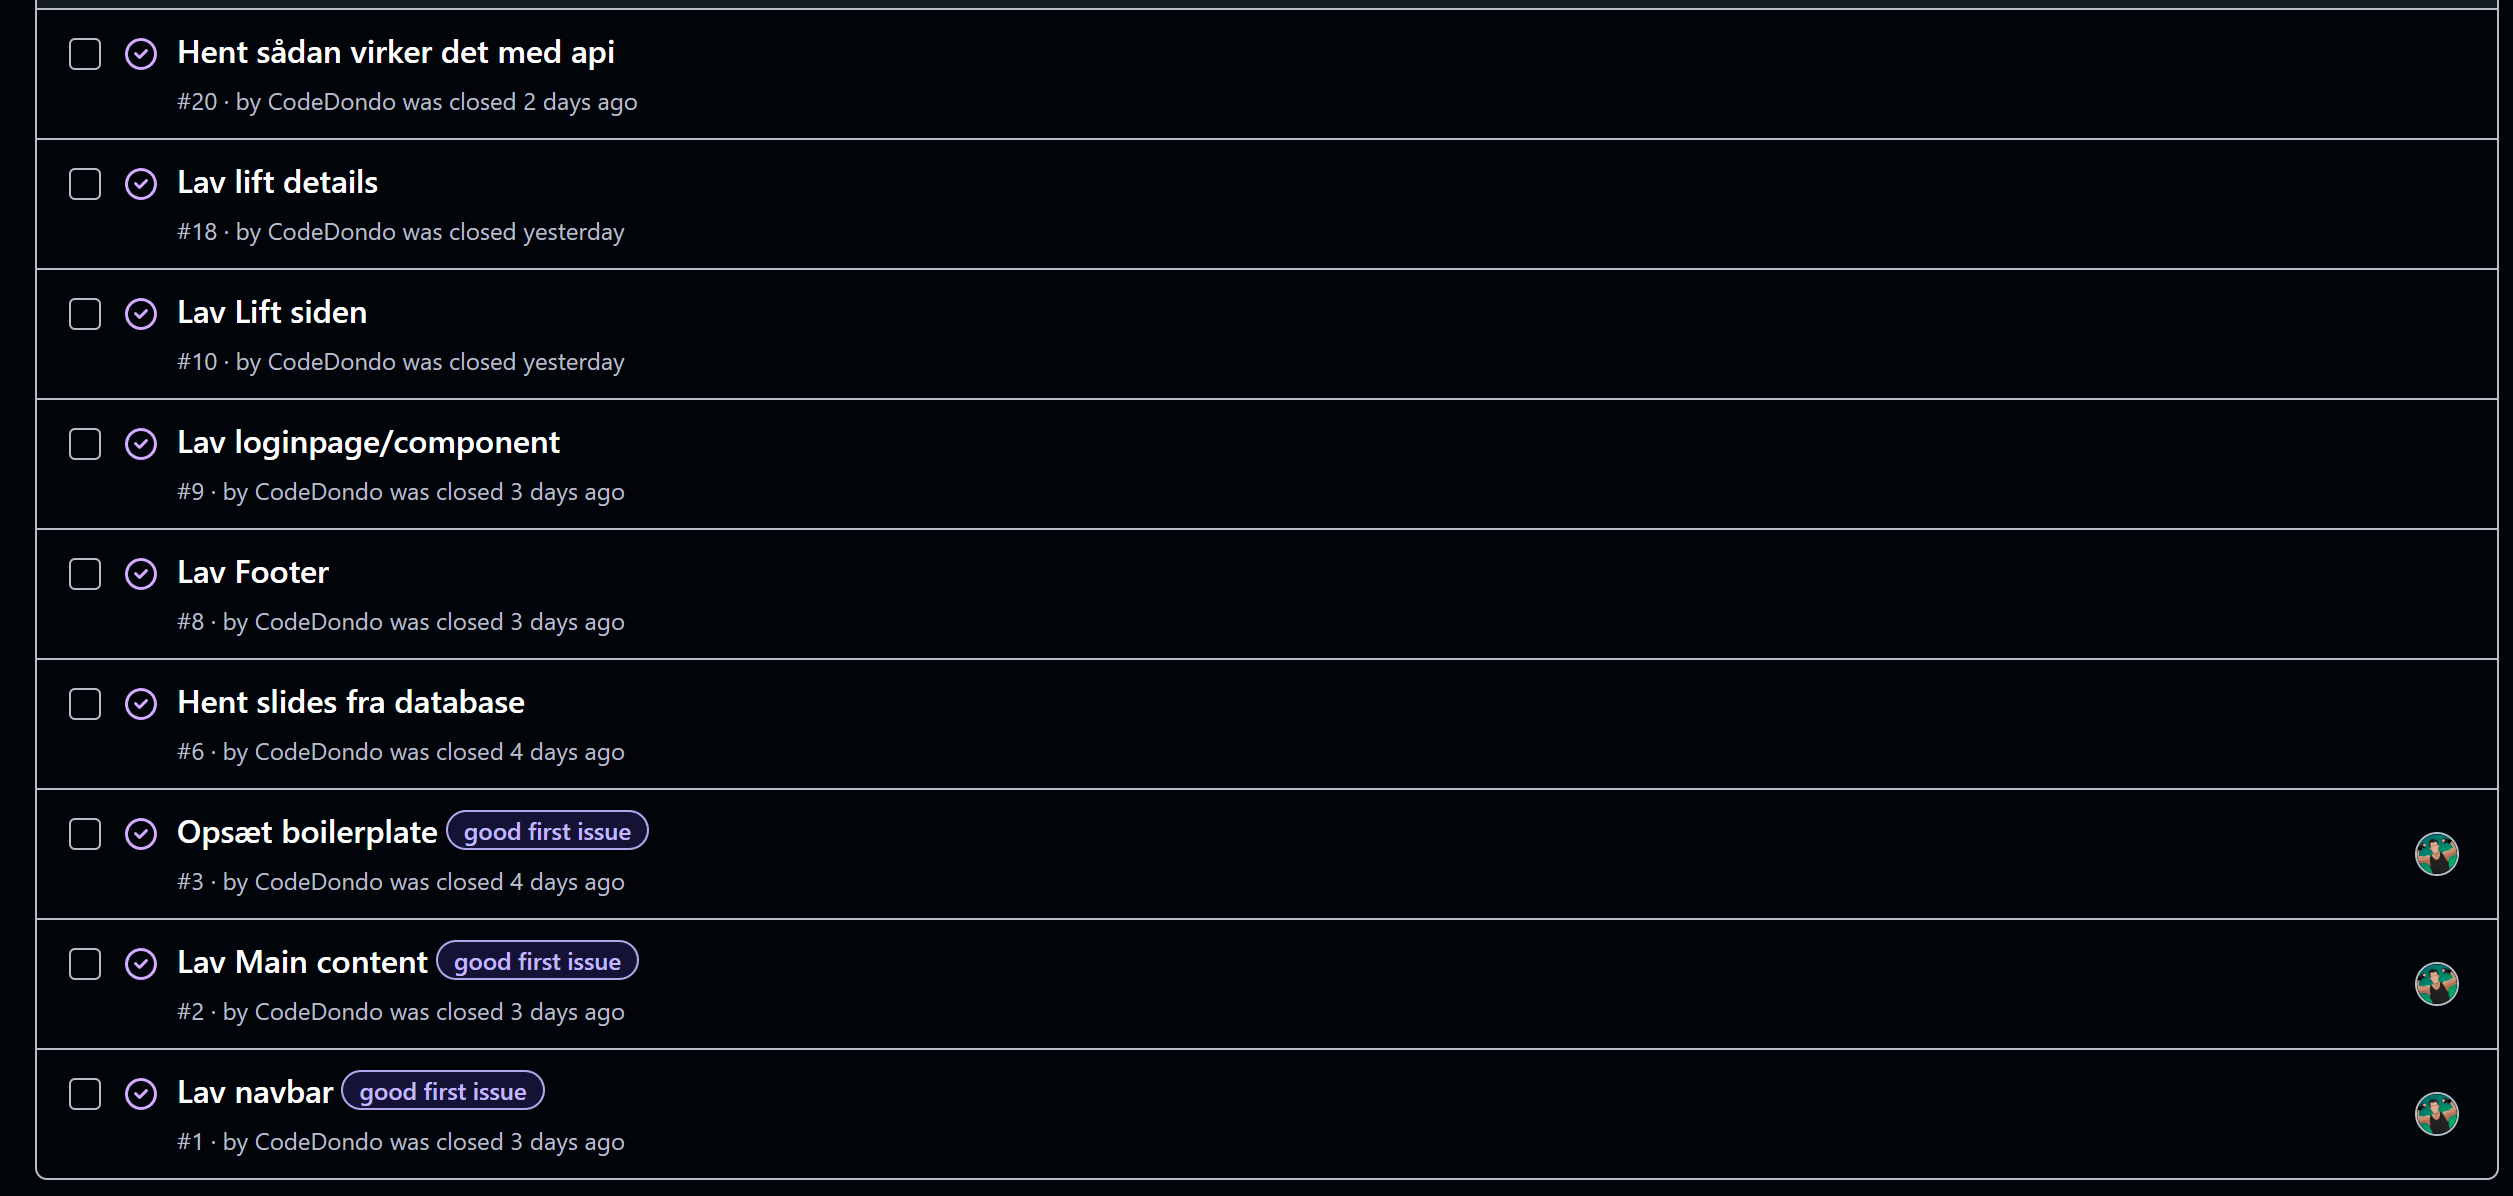 Hent sådan virker det med api
#20 · by CodeDondo was closed 2 days ago
Lav lift details
#18 · by CodeDondo was closed yesterday
Lav Lift siden
#10 · by CodeDondo was closed yesterday
Lav loginpage/component
#9 · by CodeDondo was closed 3 days ago
Lav Footer
#8 · by CodeDondo was closed 3 days ago
Hent slides fra database
#6 · by CodeDondo was closed 4 days ago
Opsæt boilerplate good first issue
#3 · by CodeDondo was closed 4 days ago
Lav Main content good first issue
#2 · by CodeDondo was closed 3 days ago
Lav navbar good first issue
#1 · by CodeDondo was closed 3 days ago